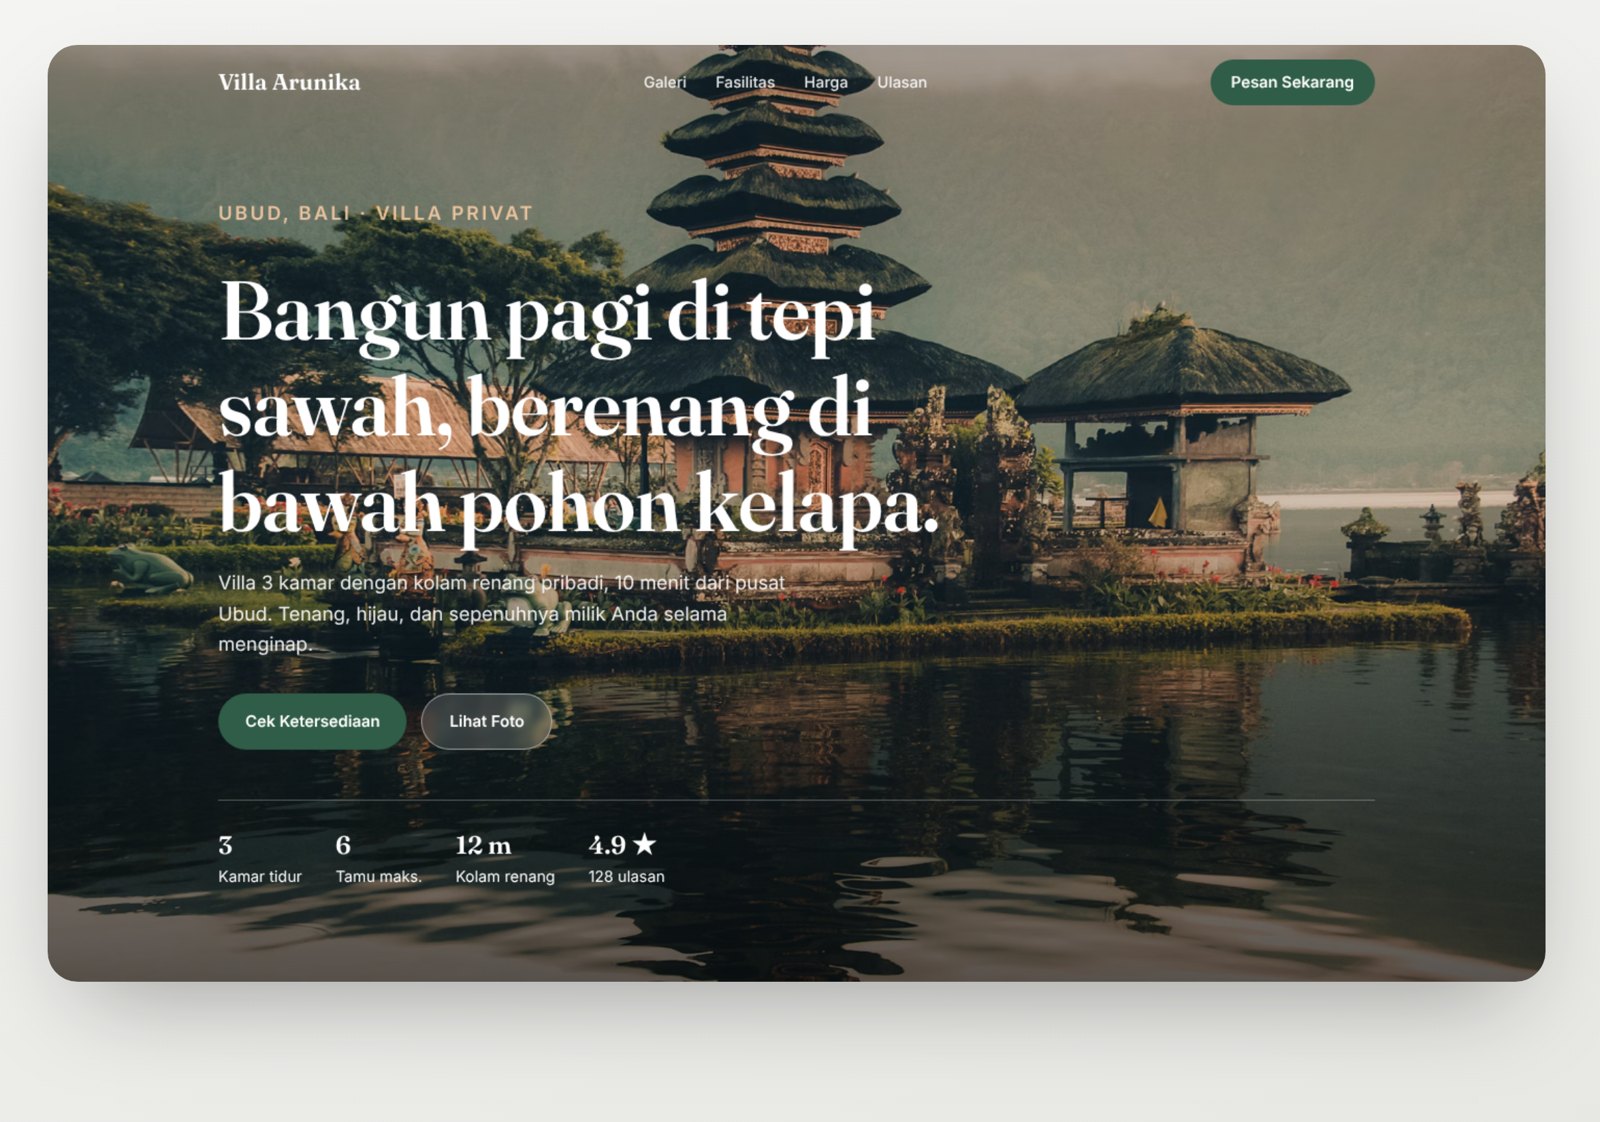 Villa Arunika
Galeri
Fasilitas
Harga
Ulasan
Pesan Sekarang
UBUD, BALI · VILLA PRIVAT
Bangun pagi di tepi
sawah, berenang di
bawah pohon kelapa.
Villa 3 kamar dengan kolam renang pribadi, 10 menit dari pusat
Ubud. Tenang, hijau, dan sepenuhnya milik Anda selama
menginap.
Cek Ketersediaan
Lihat Foto
3
Kamar tidur
6
Tamu maks.
12 m
Kolam renang
4.9 ★
128 ulasan